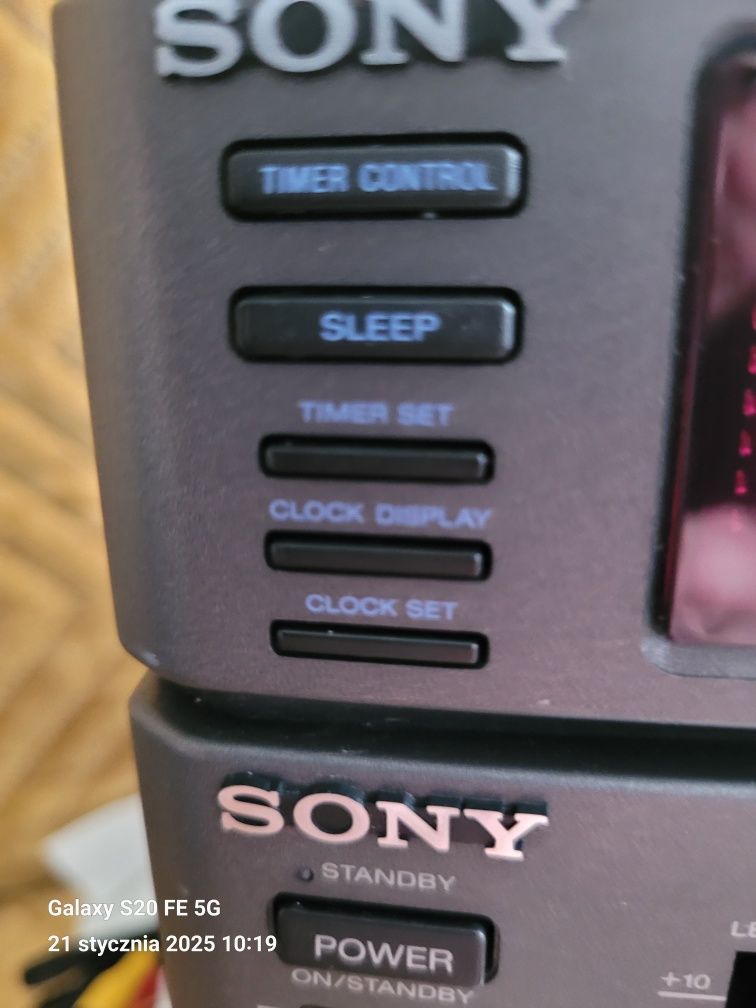 SONY
TIMER CONTROL
SLEEP
TIMER SET
CLOCK DISPLAY
CLOCK SET
SONY
STANDBY
POWER
ON/STANDBY
+10
Galaxy S20 FE 5G
21 stycznia 2025 10:19